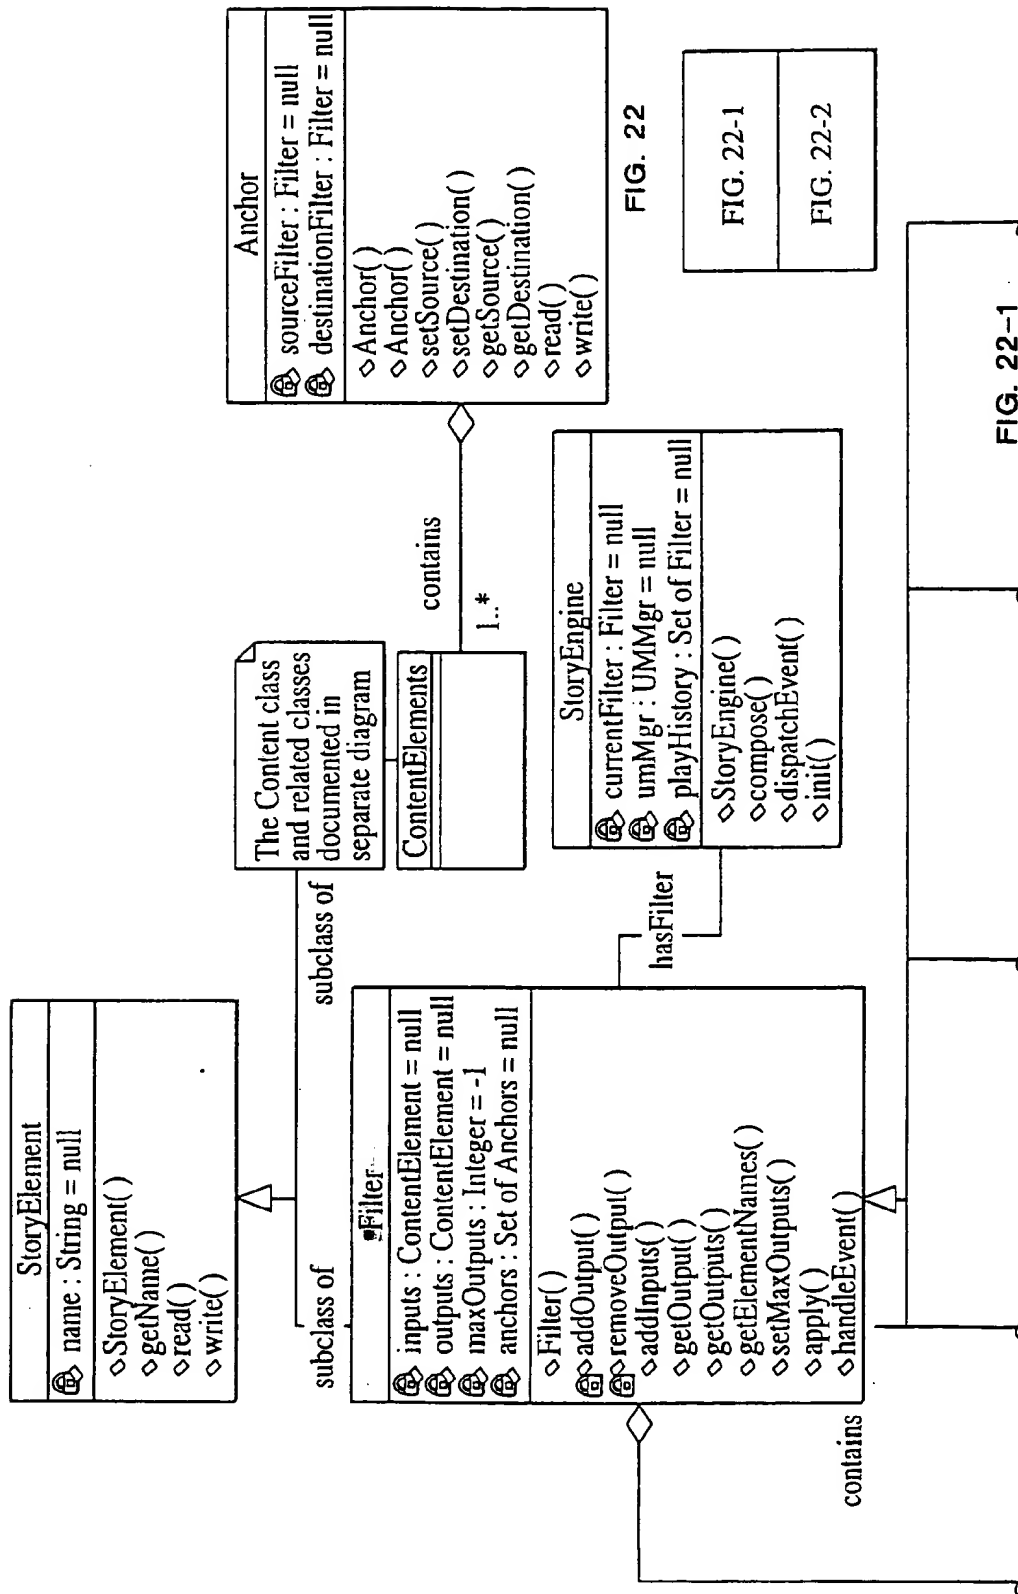 StoryElement
name : String = null
StoryElement()
getName()
read()
write()
subclass of
subclass of
The Content class
and related classes
documented in
separate diagram
ContentElements
contains
1..*
Anchor
sourceFilter : Filter = null
destinationFilter : Filter = null
Anchor()
Anchor()
setSource()
setDestination()
getSource()
getDestination()
read()
write()
Filter
inputs : ContentElement = null
outputs : ContentElement = null
maxOutputs : Integer = -1
anchors : Set of Anchors = null
Filter()
addOutput()
removeOutput()
addInputs()
getOutput()
getOutputs()
getElementNames()
setMaxOutputs()
apply()
handleEvent()
contains
hasFilter
StoryEngine
currentFilter : Filter = null
umMgr : UMMgr = null
playHistory : Set of Filter = null
StoryEngine()
compose()
dispatchEvent()
init()
FIG. 22
FIG. 22-1
FIG. 22-2
FIG. 22-1